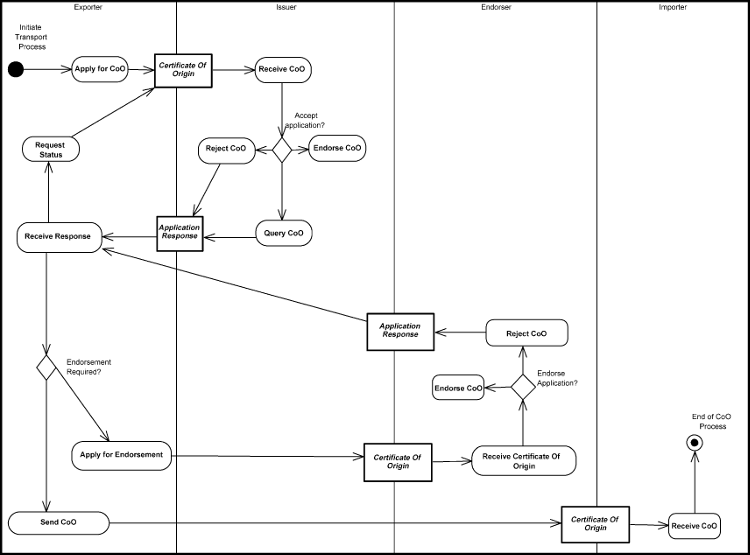 Exporter
Issuer
Endorser
Importer
Initiate
Transport
Process
Apply for CoO
Certificate Of
Origin
Receive CoO
Accept
application?
Request
Status
Reject CoO
Endorse CoO
Receive Response
Application
Response
Query CoO
Application
Response
Reject CoO
Endorsement
Required?
Endorse CoO
Endorse
Application?
End of CoO
Process
Apply for Endorsement
Certificate Of
Origin
Receive Certificate Of
Origin
Send CoO
Certificate Of
Origin
Receive CoO